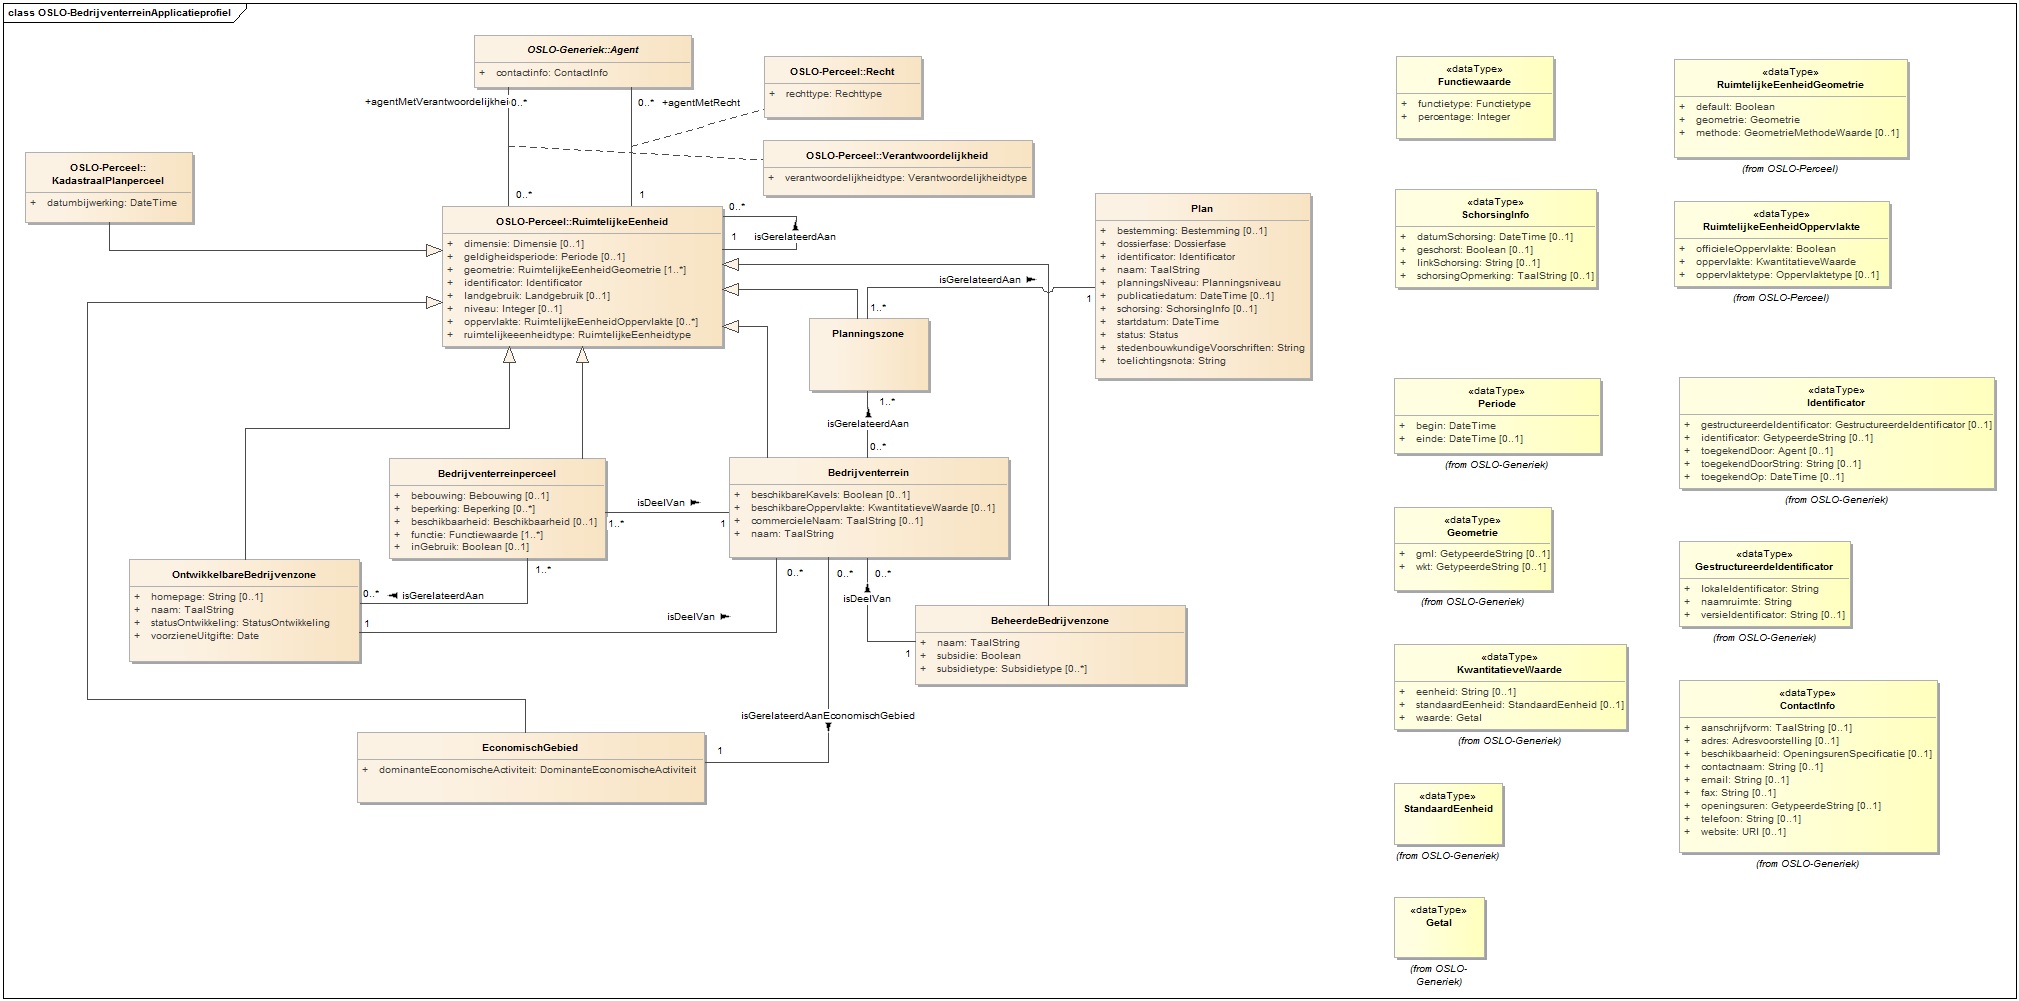 class OSLO-BedrijventerreinApplicatieprofiel
OSLO-Generiek::Agent
+ contactinfo: ContactInfo
+agentMetVerantwoordelijkhei 0..*
0..* +agentMetRecht
0..*
1
OSLO-Perceel::Recht
+ rechttype: Rechttype
OSLO-Perceel::Verantwoordelijkheid
+ verantwoordelijkheidtype: Verantwoordelijkheidtype
OSLO-Perceel::
KadastraalPlanperceel
+ datumbijwerking: DateTime
OSLO-Perceel::RuimtelijkeEenheid
+ dimensie: Dimensie [0..1]
+ geldigheidsperiode: Periode [0..1]
+ geometrie: RuimtelijkeEenheidGeometrie [1..*]
+ identificator: Identificator
+ landgebruik: Landgebruik [0..1]
+ niveau: Integer [0..1]
+ oppervlakte: RuimtelijkeEenheidOppervlakte [0..*]
+ ruimtelijkeeenheidtype: RuimtelijkeEenheidtype
0..*
1
isGerelateerdAan
Plan
+ bestemming: Bestemming [0..1]
+ dossierfase: Dossierfase
+ identificator: Identificator
+ naam: TaalString
+ planningsNiveau: Planningsniveau
+ publicatiedatum: DateTime [0..1]
+ schorsing: SchorsingInfo [0..1]
+ startdatum: DateTime
+ status: Status
+ stedenbouwkundigeVoorschriften: String
+ toelichtingsnota: String
isGerelateerdAan
1..*
1
Planningszone
1..*
isGerelateerdAan
0..*
Bedrijventerreinperceel
+ bebouwing: Bebouwing [0..1]
+ beperking: Beperking [0..*]
+ beschikbaarheid: Beschikbaarheid [0..1]
+ functie: Functiewaarde [1..*]
+ inGebruik: Boolean [0..1]
isDeelVan
1..*
1
Bedrijventerrein
+ beschikbareKavels: Boolean [0..1]
+ beschikbareOppervlakte: KwantitatieveWaarde [0..1]
+ commercieleNaam: TaalString [0..1]
+ naam: TaalString
OntwikkelbareBedrijvenzone
+ homepage: String [0..1]
+ naam: TaalString
+ statusOntwikkeling: StatusOntwikkeling
+ voorzieneUitgifte: Date
1..*
0..* isGerelateerdAan
1
isDeelVan
0..*
0..*
0..*
isDeelVan
1
BeheerdeBedrijvenzone
+ naam: TaalString
+ subsidie: Boolean
+ subsidietype: Subsidietype [0..*]
isGerelateerdAanEconomischGebied
1
EconomischGebied
+ dominanteEconomischeActiviteit: DominanteEconomischeActiviteit
«dataType»
Functiewaarde
+ functietype: Functietype
+ percentage: Integer
«dataType»
RuimtelijkeEenheidGeometrie
+ default: Boolean
+ geometrie: Geometrie
+ methode: GeometrieMethodeWaarde [0..1]
(from OSLO-Perceel)
«dataType»
SchorsingInfo
+ datumSchorsing: DateTime [0..1]
+ geschorst: Boolean [0..1]
+ linkSchorsing: String [0..1]
+ schorsingOpmerking: TaalString [0..1]
«dataType»
RuimtelijkeEenheidOppervlakte
+ officieleOppervlakte: Boolean
+ oppervlakte: KwantitatieveWaarde
+ oppervlaktetype: Oppervlaktetype [0..1]
(from OSLO-Perceel)
«dataType»
Periode
+ begin: DateTime
+ einde: DateTime [0..1]
(from OSLO-Generiek)
«dataType»
Identificator
+ gestructureerdeIdentificator: GestructureerdeIdentificator [0..1]
+ identificator: GetypeerdeString [0..1]
+ toegekendDoor: Agent [0..1]
+ toegekendDoorString: String [0..1]
+ toegekendOp: DateTime [0..1]
(from OSLO-Generiek)
«dataType»
Geometrie
+ gml: GetypeerdeString [0..1]
+ wkt: GetypeerdeString [0..1]
(from OSLO-Generiek)
«dataType»
GestructureerdeIdentificator
+ lokaleIdentificator: String
+ naamruimte: String
+ versieIdentificator: String [0..1]
(from OSLO-Generiek)
«dataType»
KwantitatieveWaarde
+ eenheid: String [0..1]
+ standaardEenheid: StandaardEenheid [0..1]
+ waarde: Getal
(from OSLO-Generiek)
«dataType»
ContactInfo
+ aanschrijfvorm: TaalString [0..1]
+ adres: Adresvoorstelling [0..1]
+ beschikbaarheid: OpeningsurenSpecificatie [0..1]
+ contactnaam: String [0..1]
+ email: String [0..1]
+ fax: String [0..1]
+ openingsuren: GetypeerdeString [0..1]
+ telefoon: String [0..1]
+ website: URI [0..1]
(from OSLO-Generiek)
«dataType»
StandaardEenheid
(from OSLO-Generiek)
«dataType»
Getal
(from OSLO-
Generiek)